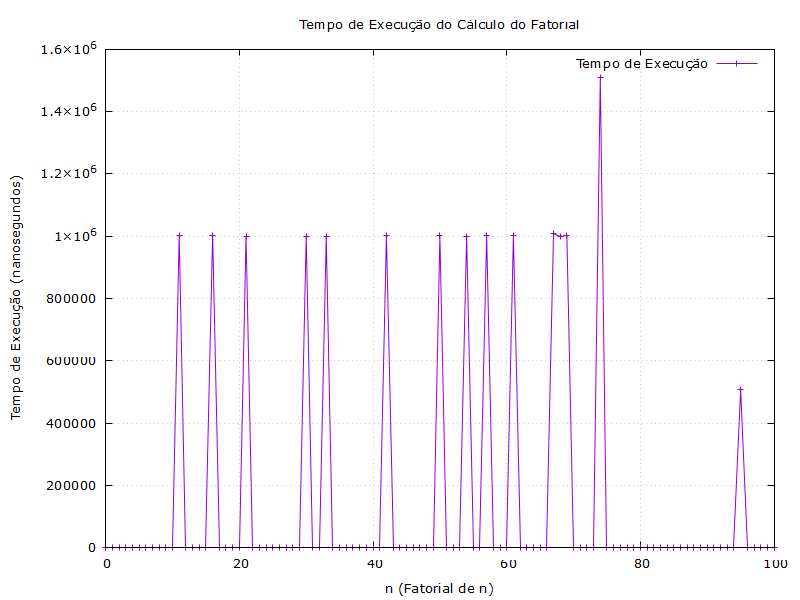 Tempo de Execução do Cálculo do Fatorial
Tempo de Execução
1.6×10⁶
1.4×10⁶
1.2×10⁶
1×10⁶
800000
600000
400000
200000
0
Tempo de Execução (nanosegundos)
0 20 40 60 80 100
n (Fatorial de n)